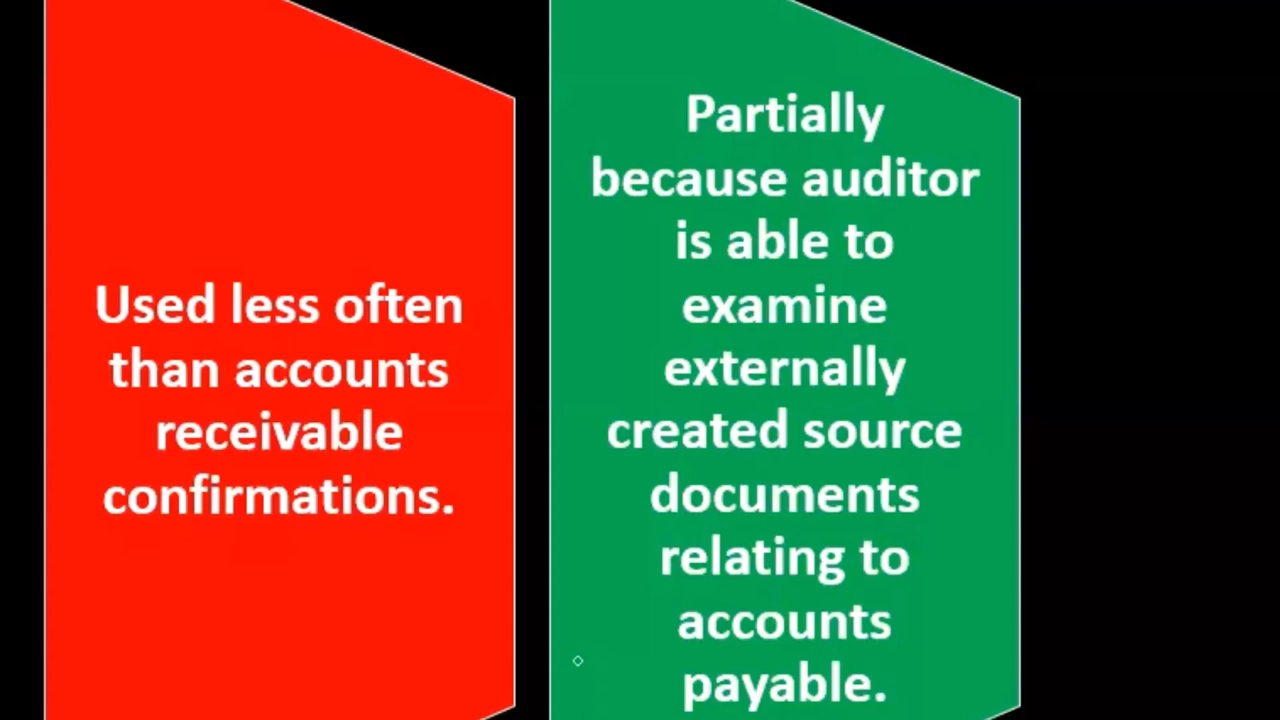 Used less often
than accounts
receivable
confirmations.
Partially
because auditor
is able to
examine
externally
created source
documents
relating to
accounts
payable.